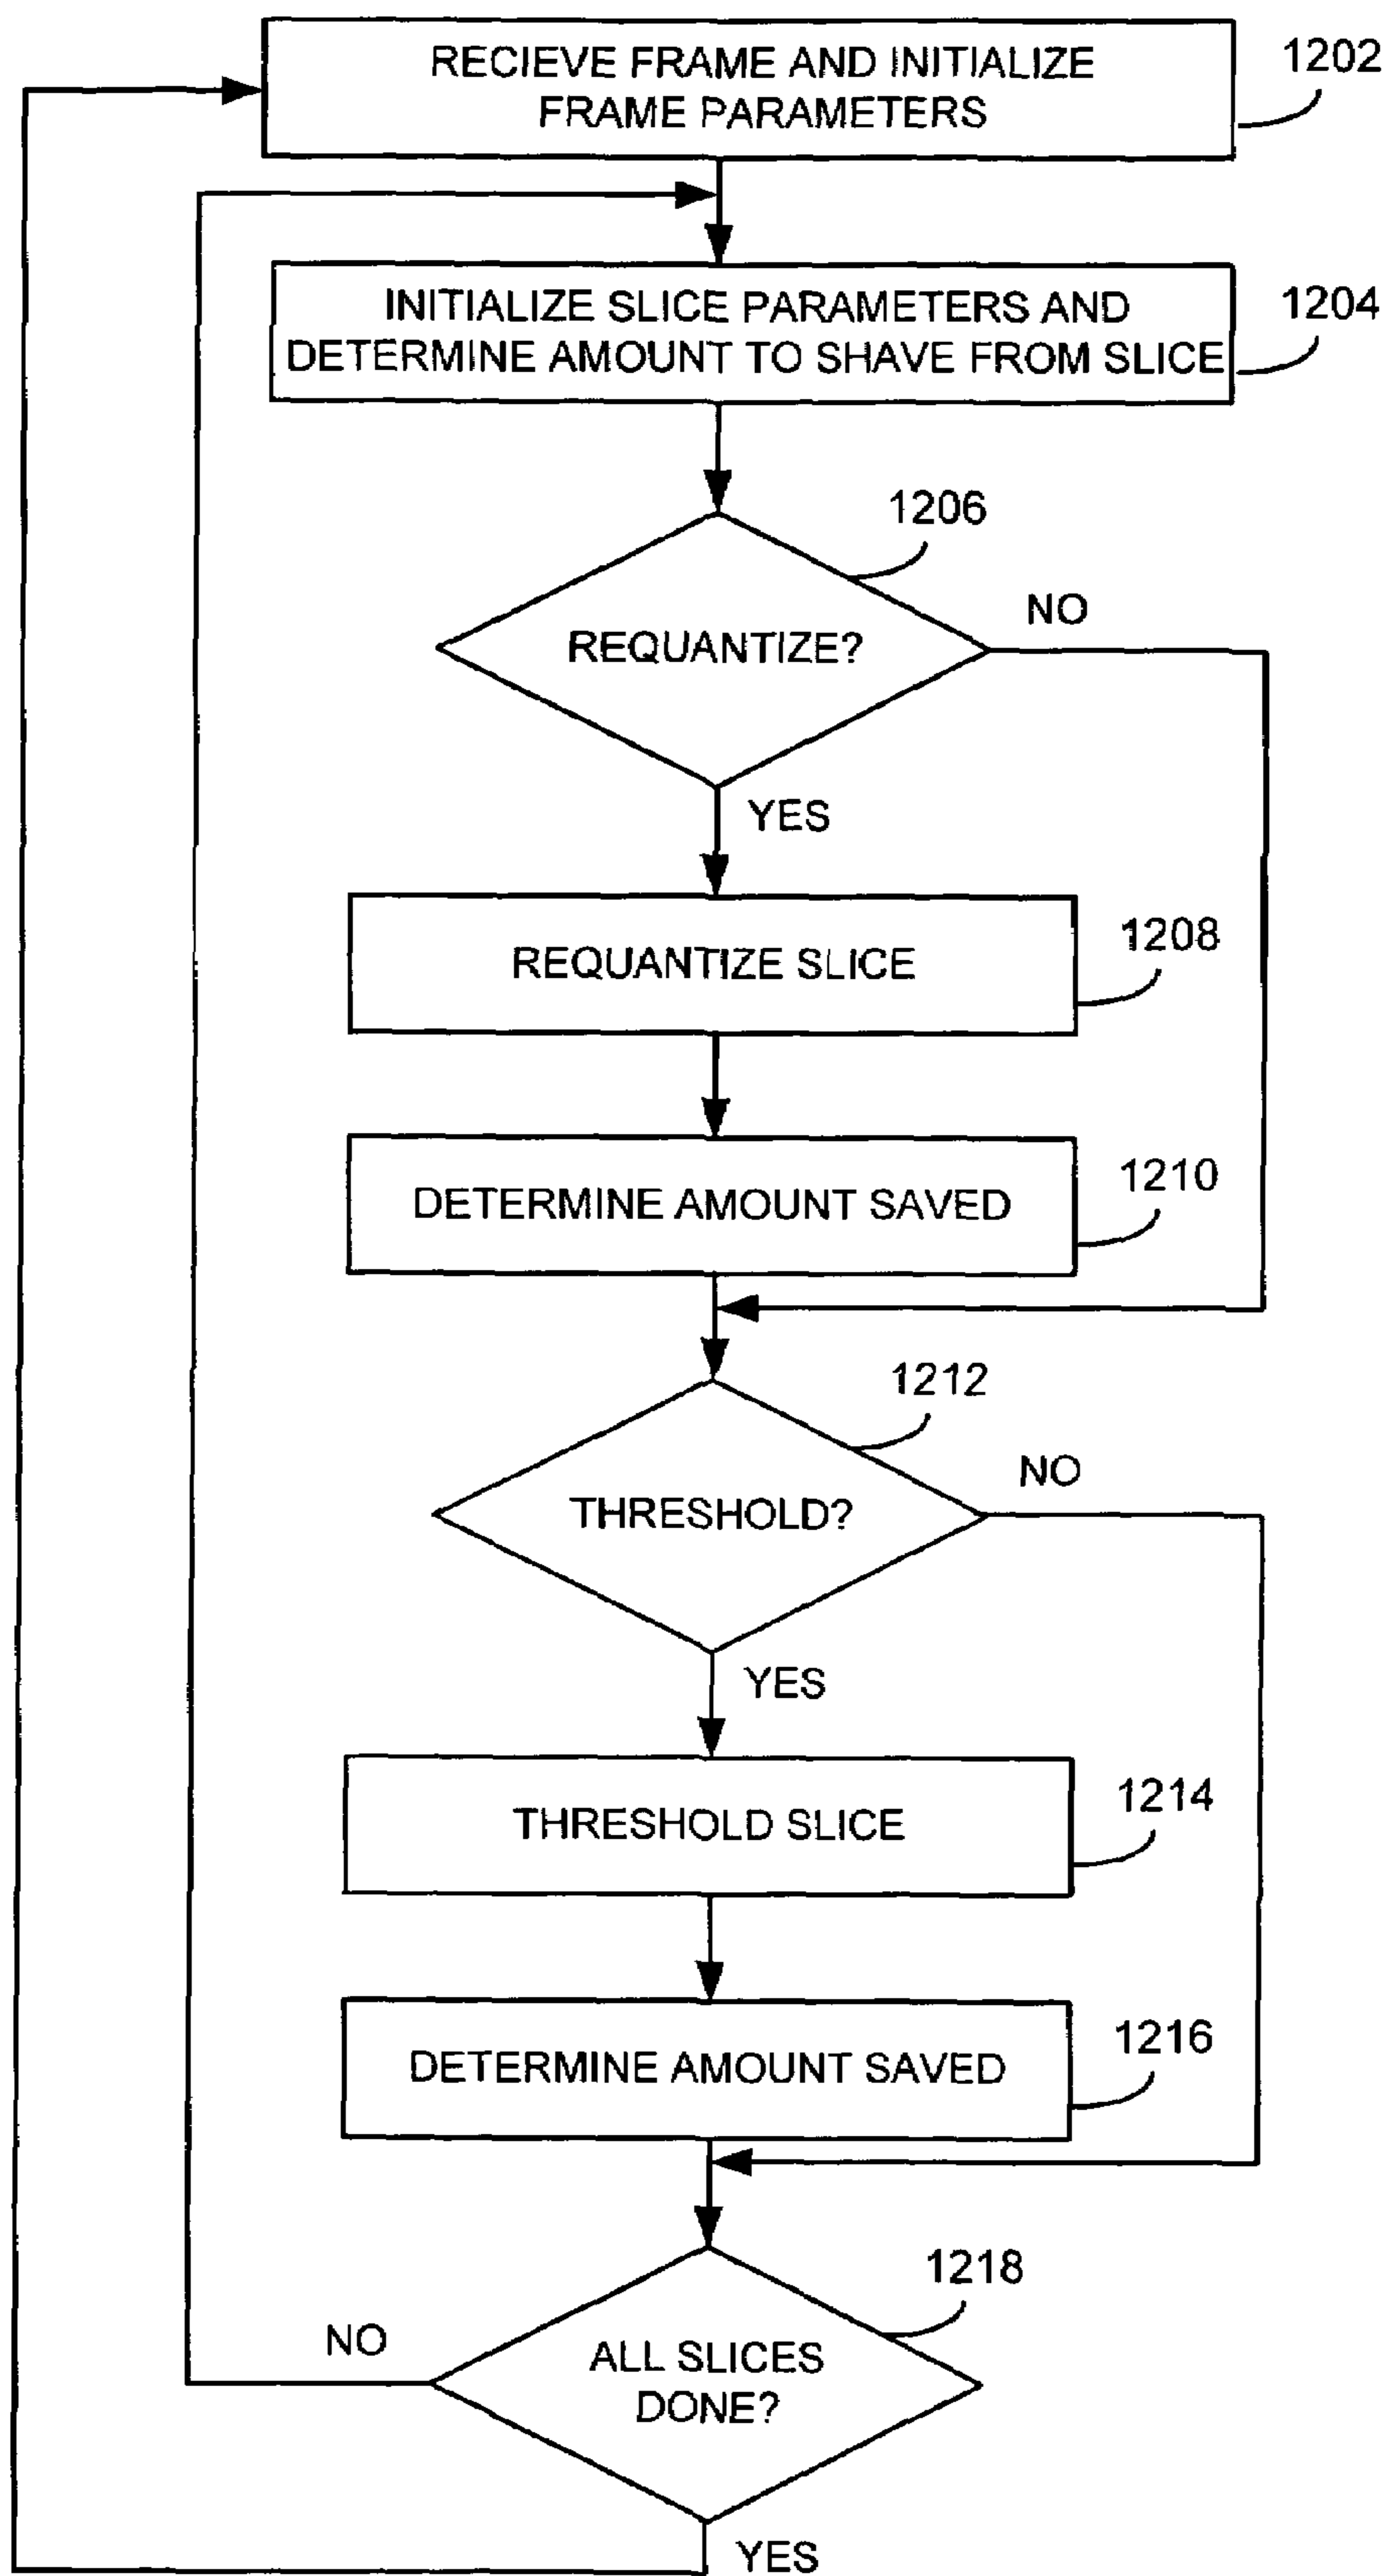 RECIEVE FRAME AND INITIALIZE
FRAME PARAMETERS
1202
INITIALIZE SLICE PARAMETERS AND
DETERMINE AMOUNT TO SHAVE FROM SLICE
1204
1206
REQUANTIZE?
NO
YES
REQUANTIZE SLICE
1208
DETERMINE AMOUNT SAVED
1210
1212
THRESHOLD?
NO
YES
THRESHOLD SLICE
1214
DETERMINE AMOUNT SAVED
1216
1218
ALL SLICES
DONE?
NO
YES